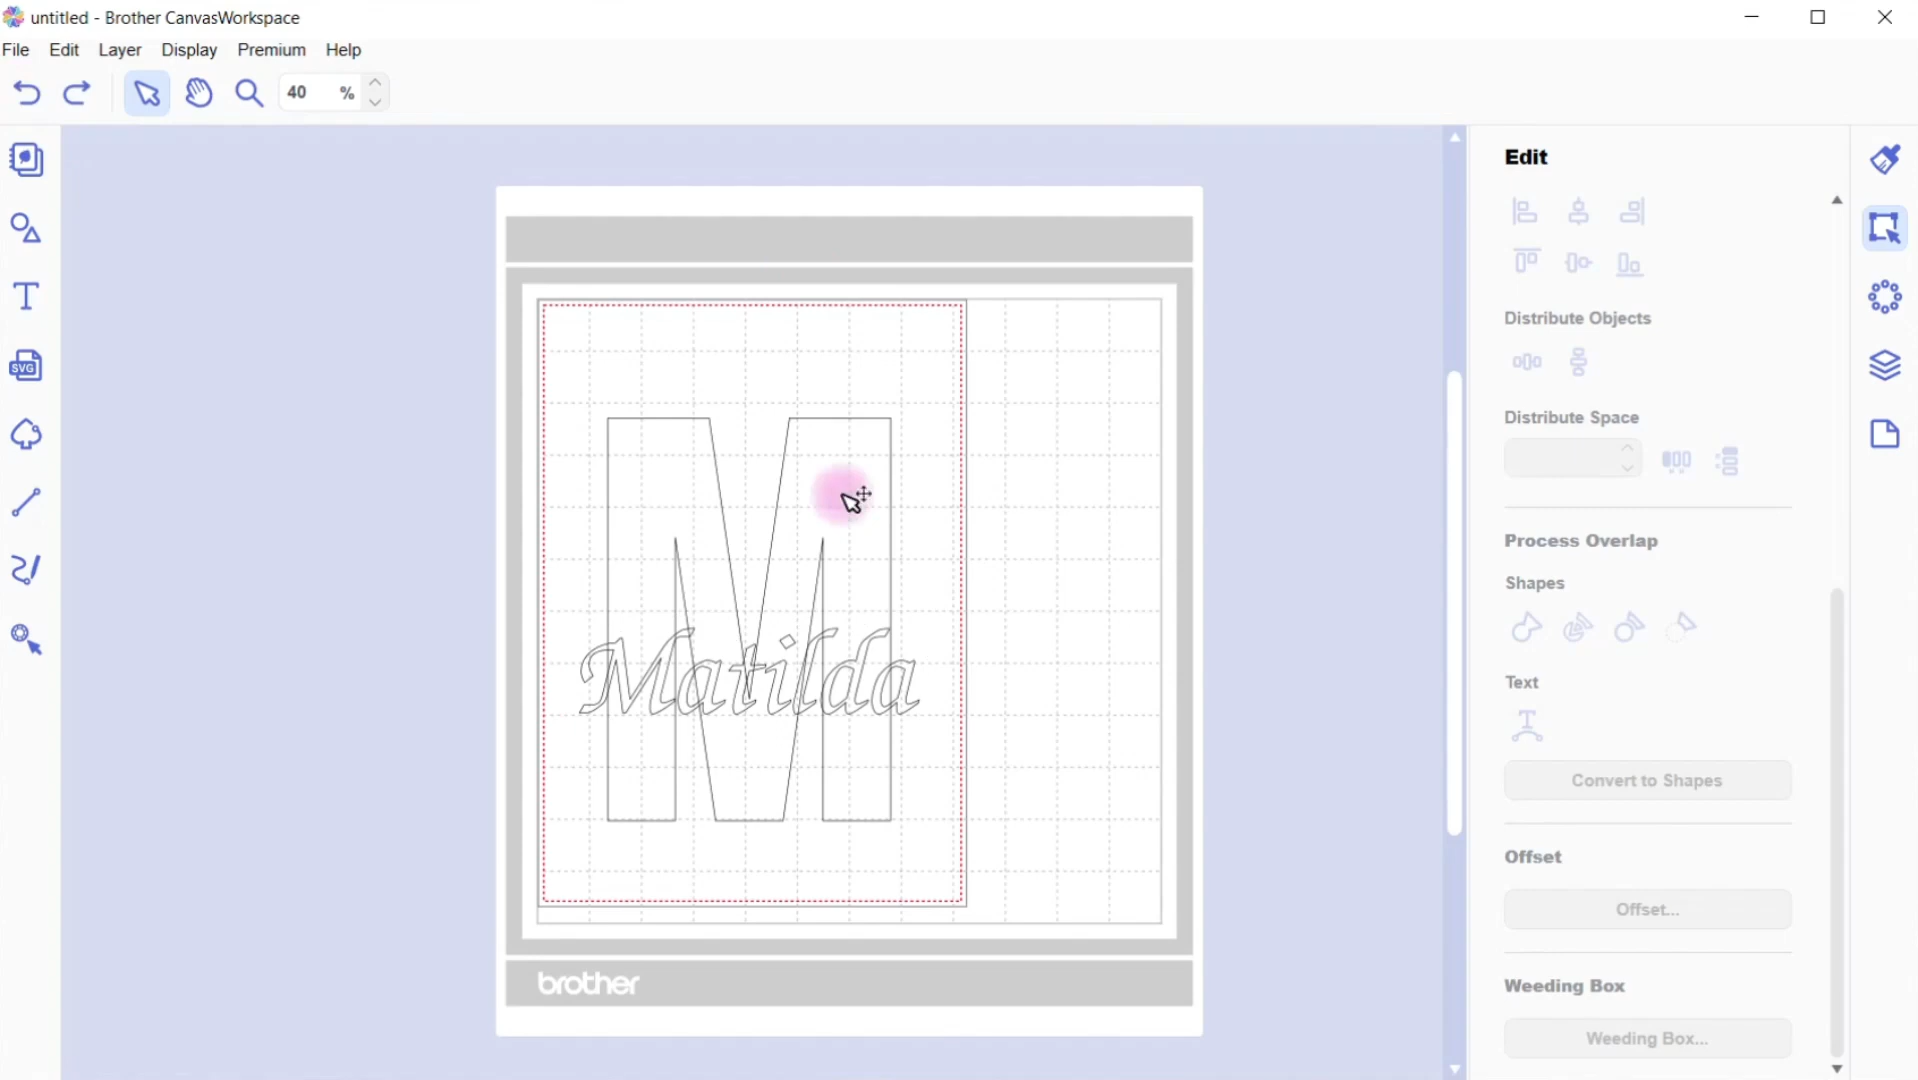 untitled - Brother CanvasWorkspace
File Edit Layer Display Premium Help
40 %
SVG
T
M
Matilda
brother
Edit
Distribute Objects
Distribute Space
Process Overlap
Shapes
Text
T
Convert to Shapes
Offset
Offset...
Weeding Box
Weeding Box...